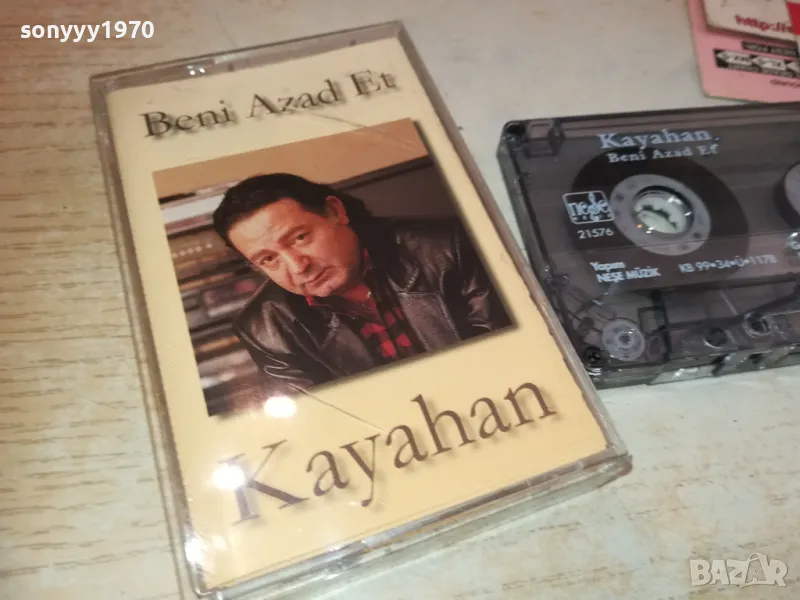 sonyyy1970
Beni Azad Et
Kayahan
http://
Kayahan
Beni Azad Et
neşe
21576
Yapım
NEŞE MÜZİK
KB 99•34•Ü•1178
BAZAR